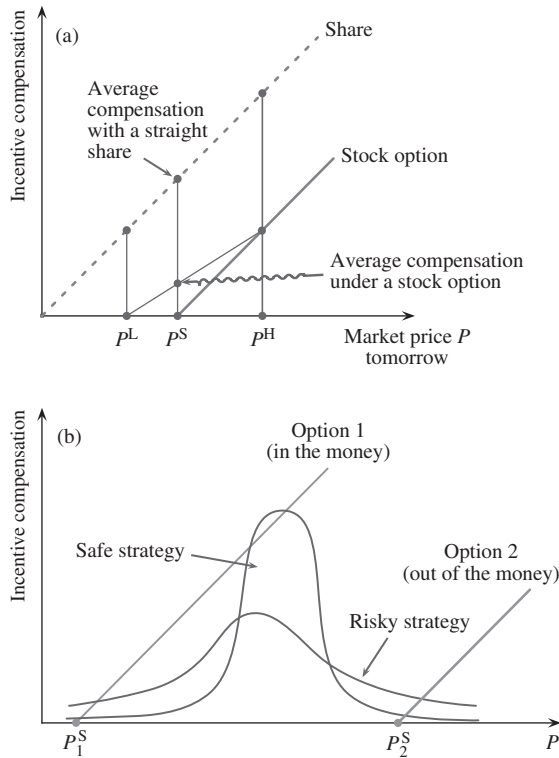 (a)
Incentive compensation
Share
Average
compensation
with a straight
share
Stock option
Average compensation
under a stock option
P^L
P^S
P^H
Market price P
tomorrow
(b)
Incentive compensation
Option 1
(in the money)
Safe strategy
Option 2
(out of the money)
Risky strategy
P_1^S
P_2^S
P